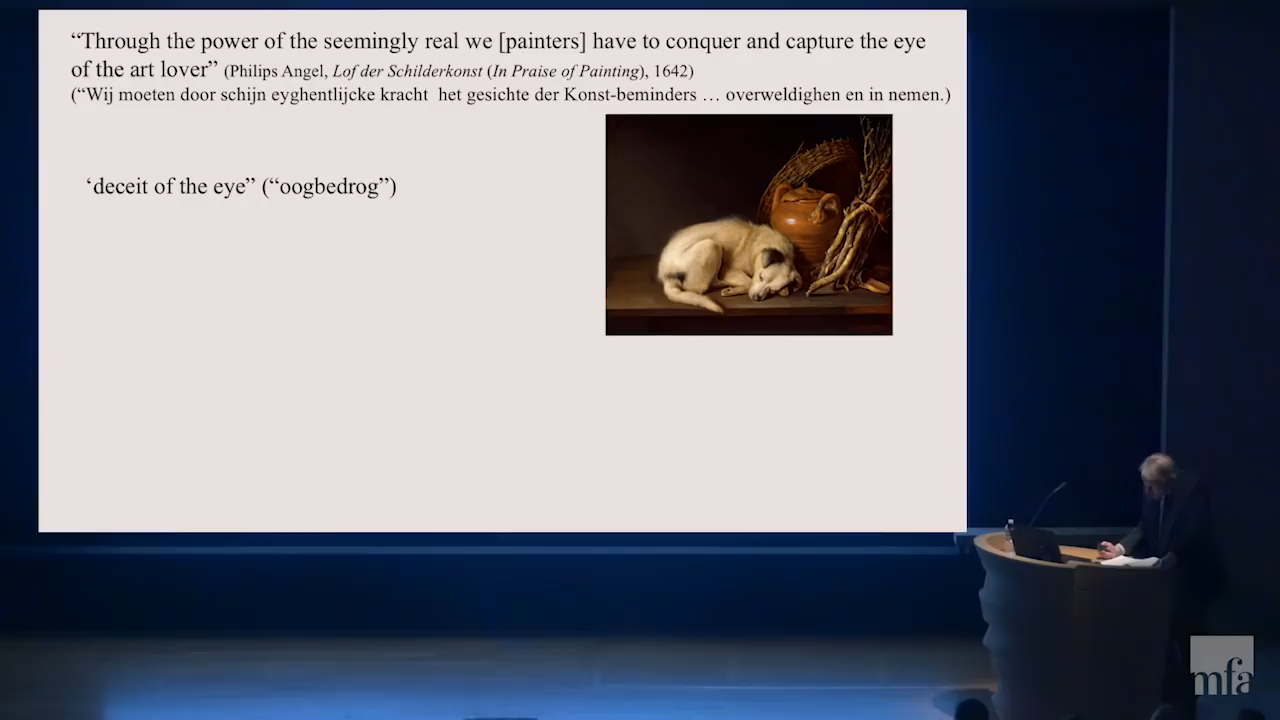 “Through the power of the seemingly real we [painters] have to conquer and capture the eye
of the art lover” (Philips Angel, Lof der Schilderkonst (In Praise of Painting), 1642)
(“Wij moeten door schijn eyghentlijcke kracht  het gesichte der Konst-beminders … overweldighen en in nemen.)
‘deceit of the eye” (“oogbedrog”)
mfa